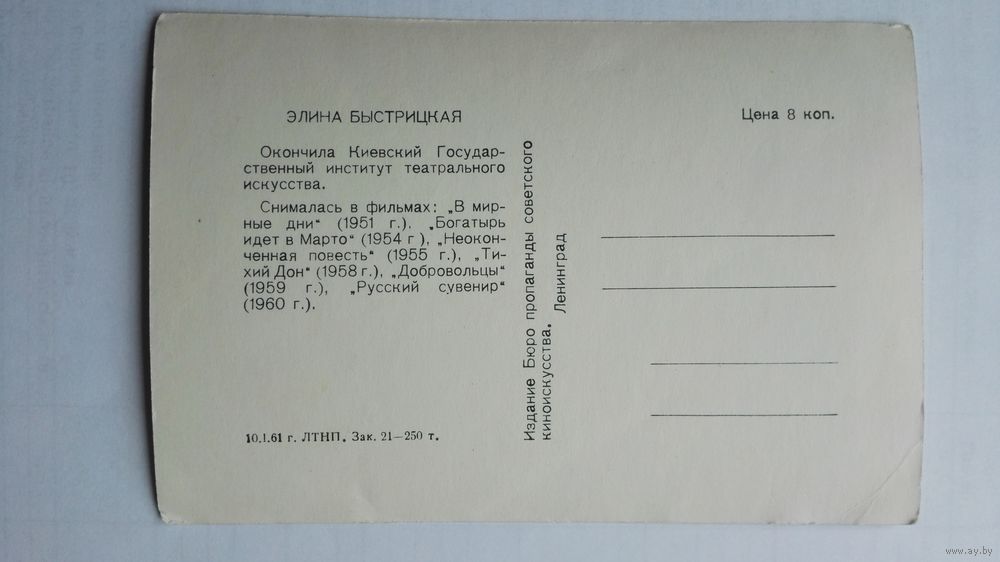 ЭЛИНА БЫСТРИЦКАЯ
Окончила Киевский Государ-
ственный институт театрального
искусства.
Снималась в фильмах: „В мир-
ные дни“ (1951 г.), „Богатырь
идет в Марто“ (1954 г ), „Неокон-
ченная повесть“ (1955 г.), „Ти-
хий Дон“ (1958 г.), „Добровольцы“
(1959 г.), „Русский сувенир“
(1960 г.).
10.1.61 г. ЛТНП. Зак. 21—250 т.
Издание Бюро пропаганды советского
киноискусства. Ленинград
Цена 8 коп.
www.ay.by